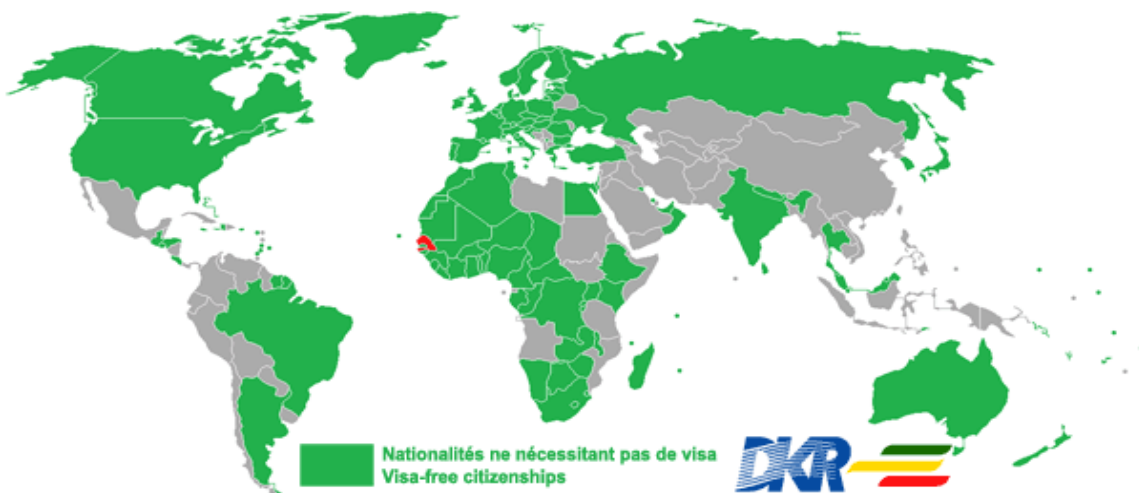 Nationalités ne nécessitant pas de visa
Visa-free citizenships
DKR